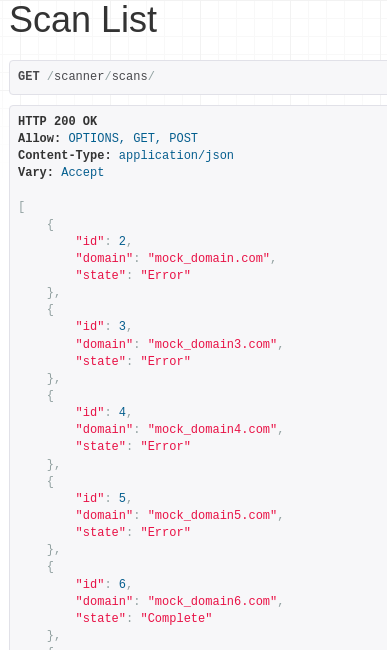 Scan List
GET /scanner/scans/
HTTP 200 OK
Allow: OPTIONS, GET, POST
Content-Type: application/json
Vary: Accept
[
    {
        "id": 2,
        "domain": "mock_domain.com",
        "state": "Error"
    },
    {
        "id": 3,
        "domain": "mock_domain3.com",
        "state": "Error"
    },
    {
        "id": 4,
        "domain": "mock_domain4.com",
        "state": "Error"
    },
    {
        "id": 5,
        "domain": "mock_domain5.com",
        "state": "Error"
    },
    {
        "id": 6,
        "domain": "mock_domain6.com",
        "state": "Complete"
    },
    {